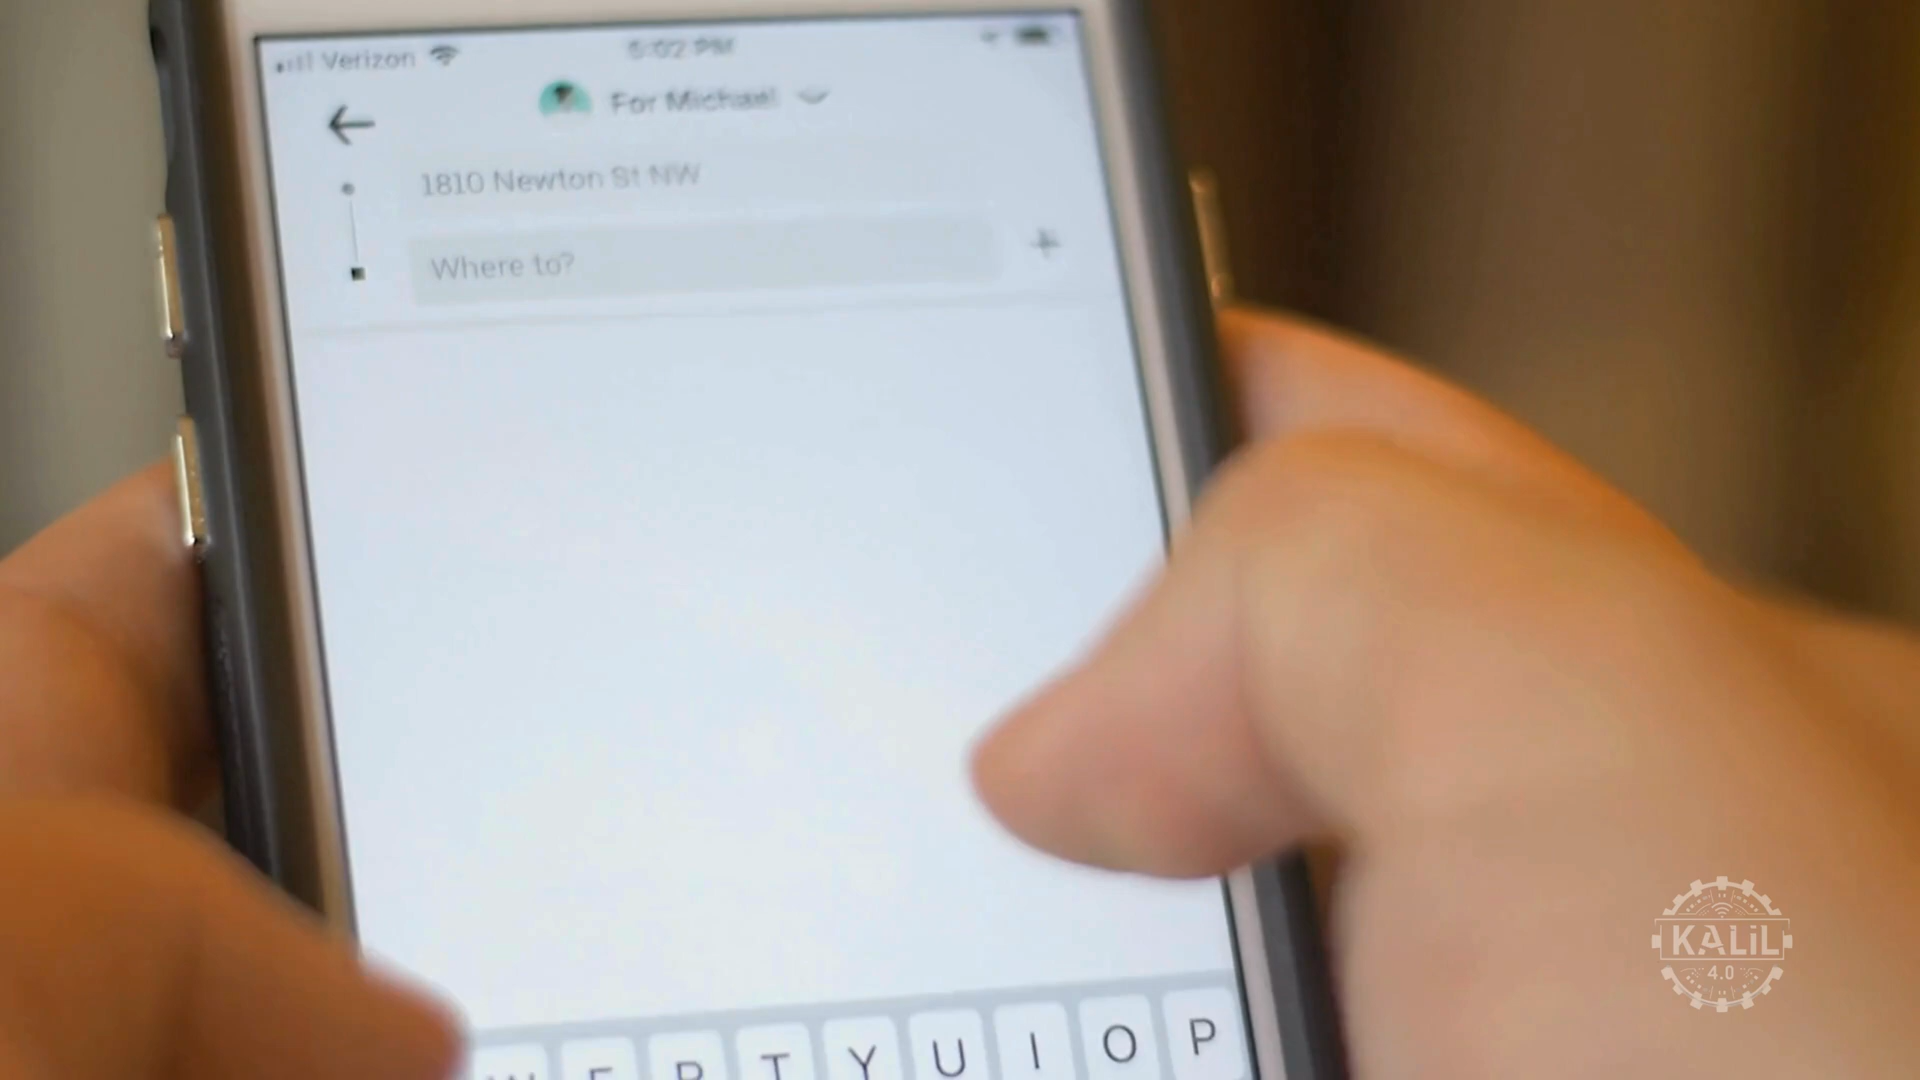 Verizon
5:02 PM
For Michael
1810 Newton St NW
Where to?
W E R T Y U I O P
KALiL
4.0